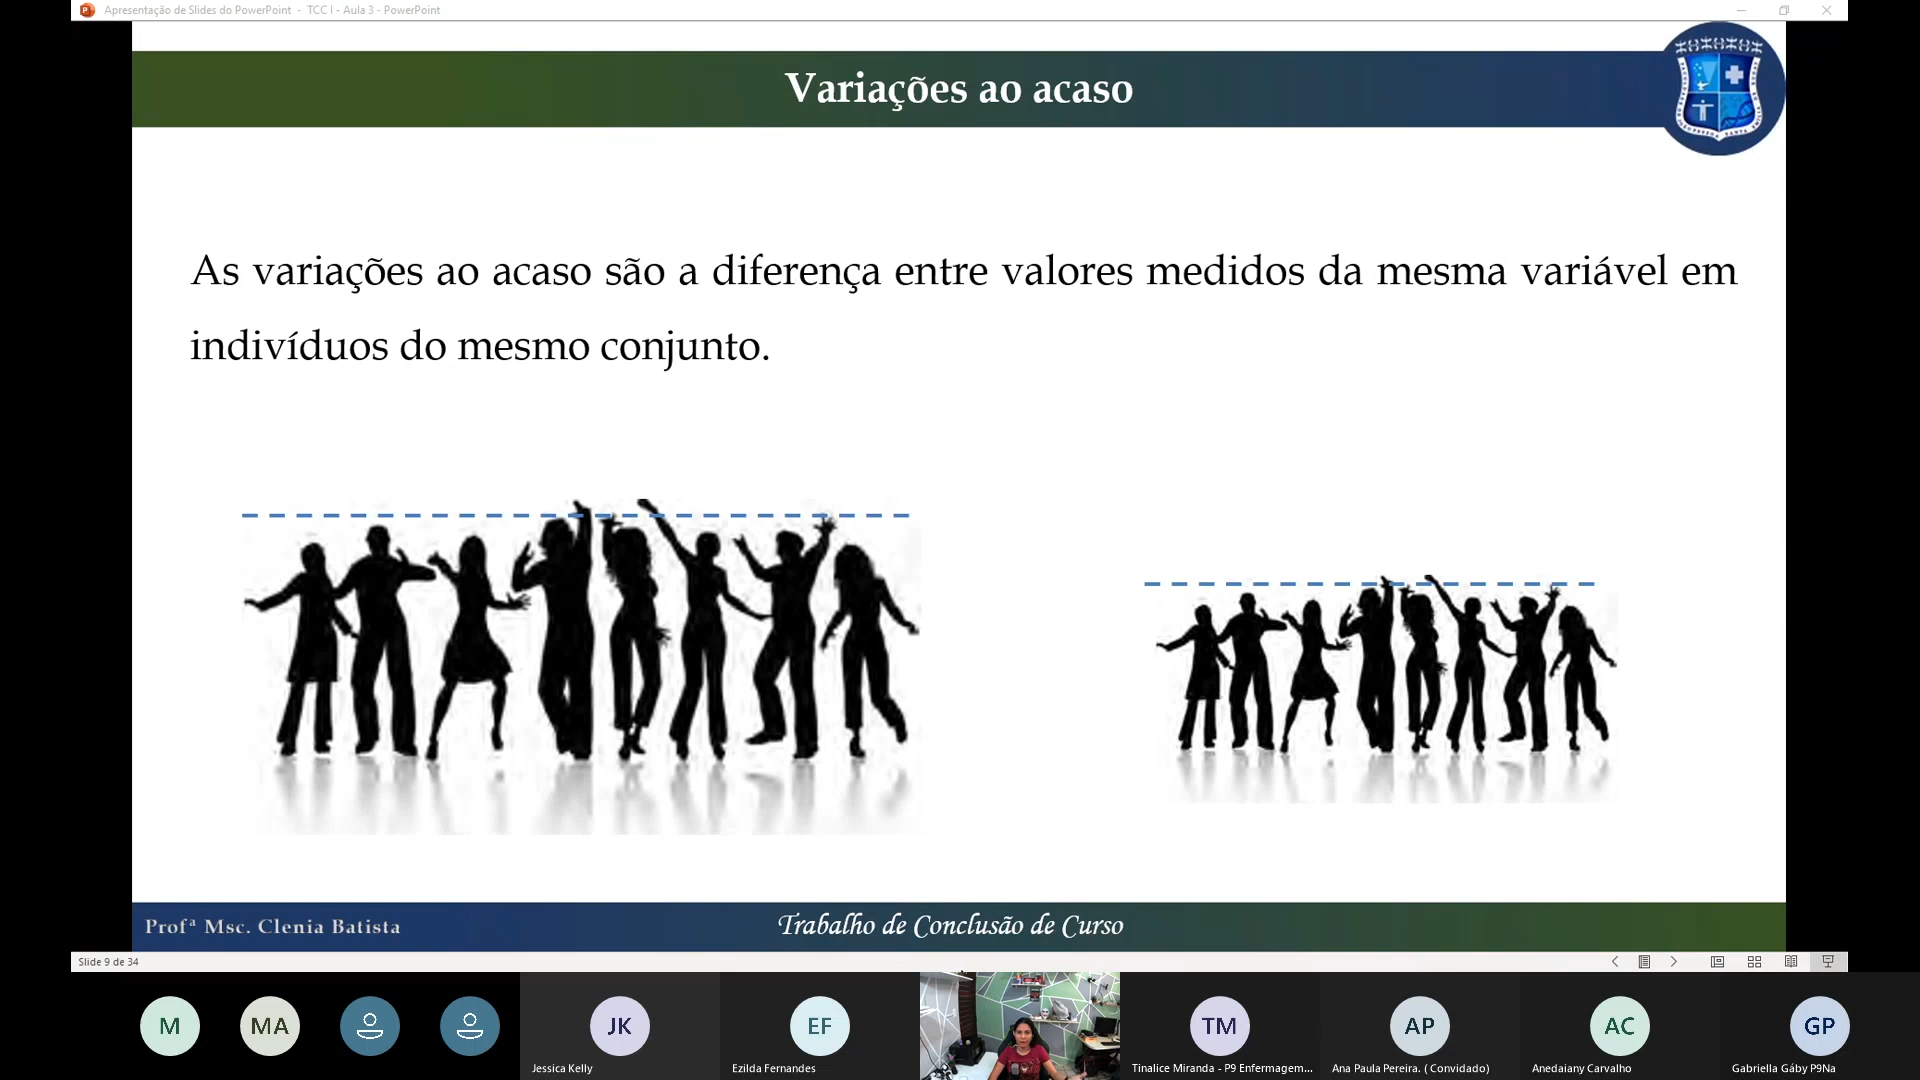 Apresentação de Slides do PowerPoint - TCC I - Aula 3 - PowerPoint
Variações ao acaso
As variações ao acaso são a diferença entre valores medidos da mesma variável em
indivíduos do mesmo conjunto.
Profª Msc. Clenia Batista
Trabalho de Conclusão de Curso
Slide 9 de 34
M
MA
JK
EF
TM
AP
AC
GP
Jessica Kelly
Ezilda Fernandes
Tinalice Miranda - P9 Enfermagem...
Ana Paula Pereira. ( Convidado)
Anedaiany Carvalho
Gabriella Gáby P9Na